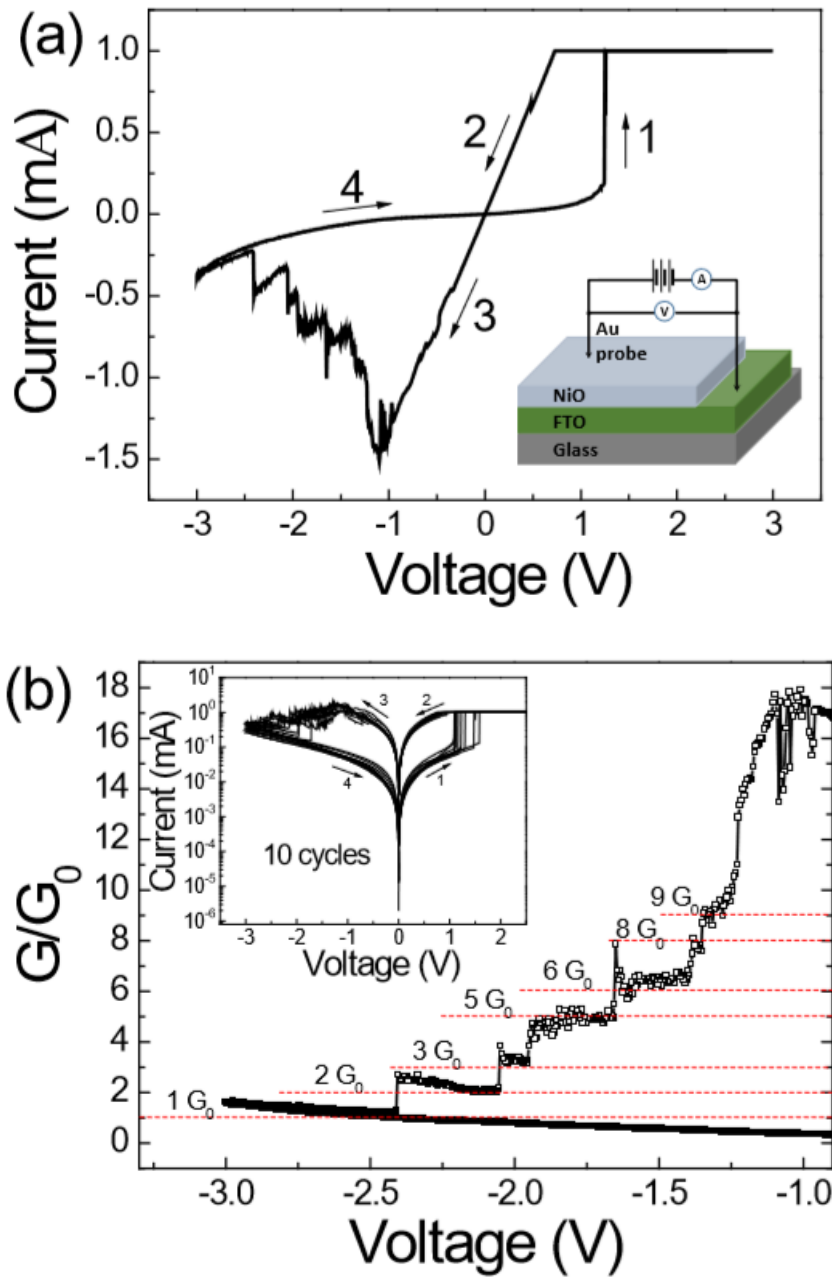 (a)
1.0
0.5
0.0
-0.5
-1.0
-1.5
Current (mA)
1
2
3
4
A
V
Au
probe
NiO
FTO
Glass
-3 -2 -1 0 1 2 3
Voltage (V)
(b)
18
16
14
12
10
8
6
4
2
0
G/G0
10^1
10^0
10^-1
10^-2
10^-3
10^-4
10^-5
10^-6
Current (mA)
3
2
4
1
10 cycles
-3 -2 -1 0 1 2
Voltage (V)
9 G0
8 G0
6 G0
5 G0
3 G0
2 G0
1 G0
-3.0 -2.5 -2.0 -1.5 -1.0
Voltage (V)